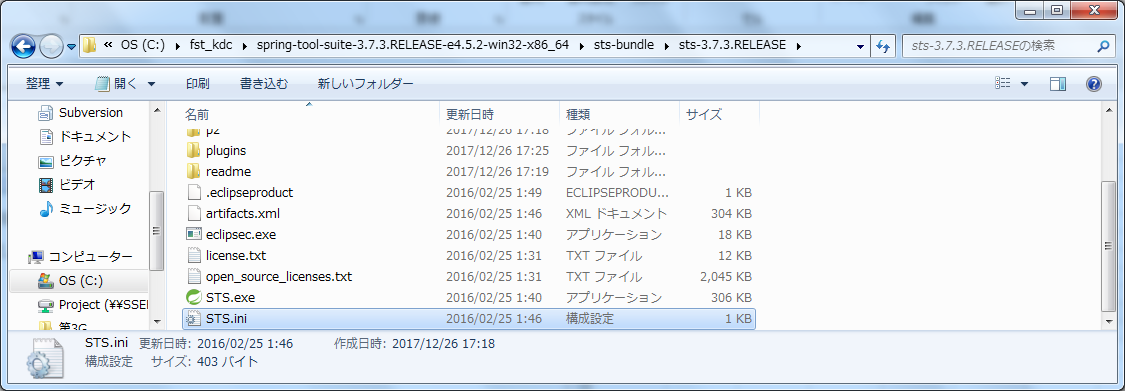 « OS (C:) ▸ fst_kdc ▸ spring-tool-suite-3.7.3.RELEASE-e4.5.2-win32-x86_64 ▸ sts-bundle ▸ sts-3.7.3.RELEASE ▸ sts-3.7.3.RELEASEの検索
整理 開く 印刷 書き込む 新しいフォルダー
名前 更新日時 種類 サイズ
Subversion
ドキュメント
ピクチャ
ビデオ
ミュージック
コンピューター
OS (C:)
Project (¥¥SSE
第3G
p2 2017/12/26 17:18 ファイル フォル...
plugins 2017/12/26 17:25 ファイル フォル...
readme 2017/12/26 17:19 ファイル フォル...
.eclipseproduct 2016/02/25 1:49 ECLIPSEPRODU... 1 KB
artifacts.xml 2016/02/25 1:46 XML ドキュメント 304 KB
eclipsec.exe 2016/02/25 1:40 アプリケーション 18 KB
license.txt 2016/02/25 1:31 TXT ファイル 12 KB
open_source_licenses.txt 2016/02/25 1:31 TXT ファイル 2,045 KB
STS.exe 2016/02/25 1:40 アプリケーション 306 KB
STS.ini 2016/02/25 1:46 構成設定 1 KB
STS.ini 更新日時: 2016/02/25 1:46 作成日時: 2017/12/26 17:18
構成設定 サイズ: 403 バイト